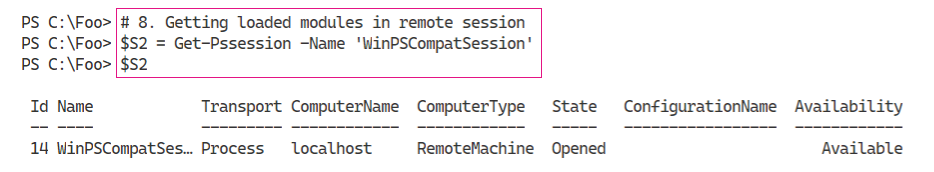 PS C:\Foo> # 8. Getting loaded modules in remote session
PS C:\Foo> $S2 = Get-Pssession -Name 'WinPSCompatSession'
PS C:\Foo> $S2
Id Name Transport ComputerName ComputerType State ConfigurationName Availability
-- ---- --------- ------------ ------------ ----- ----------------- ------------
14 WinPSCompatSes… Process localhost RemoteMachine Opened Available